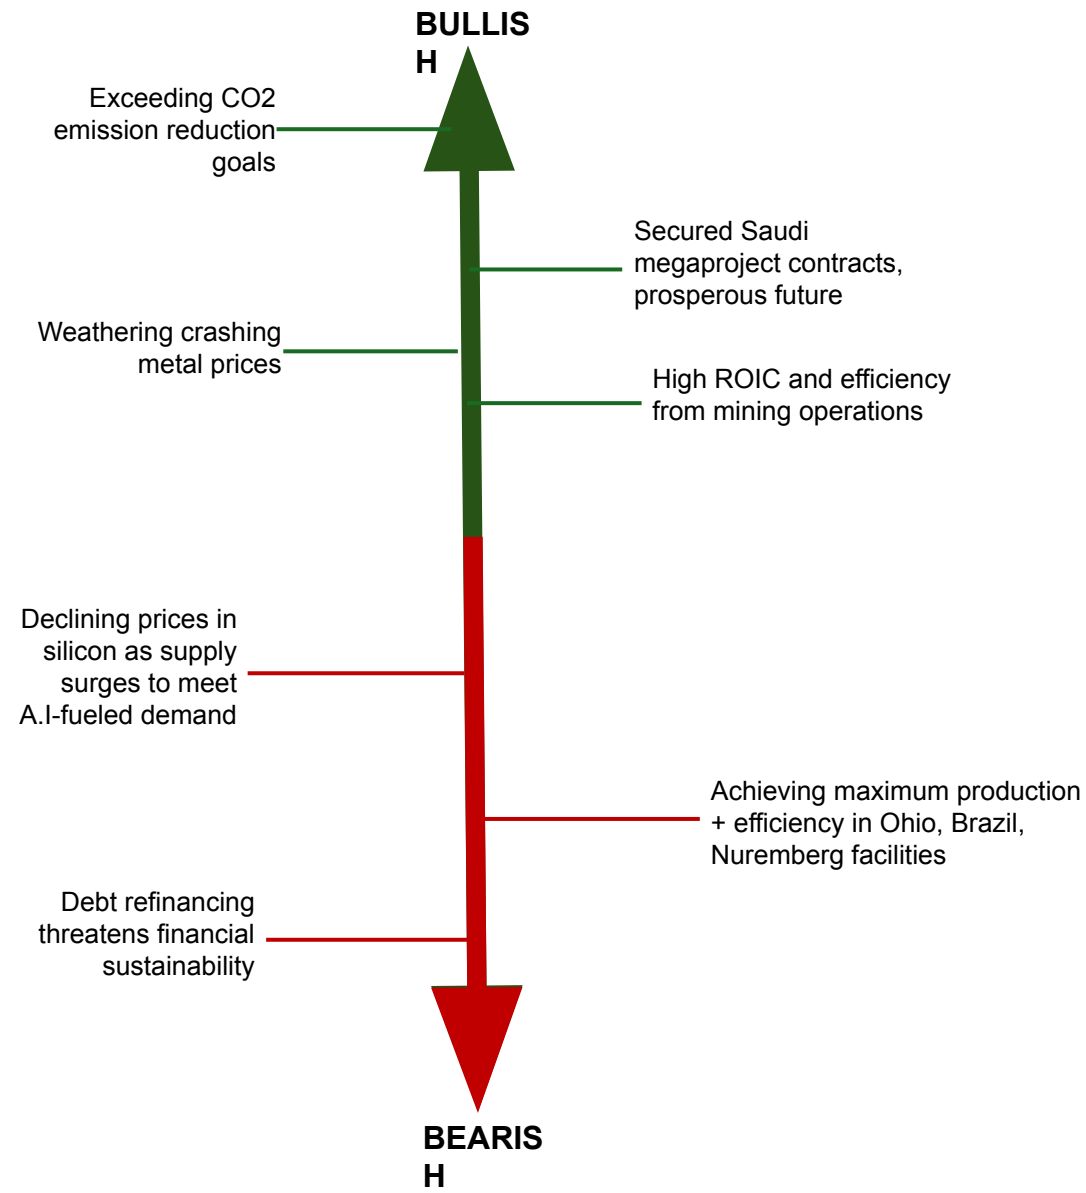 BULLIS
H
Exceeding CO2
emission reduction
goals
Secured Saudi
megaproject contracts,
prosperous future
Weathering crashing
metal prices
High ROIC and efficiency
from mining operations
Declining prices in
silicon as supply
surges to meet
A.I-fueled demand
Achieving maximum production
+ efficiency in Ohio, Brazil,
Nuremberg facilities
Debt refinancing
threatens financial
sustainability
BEARIS
H